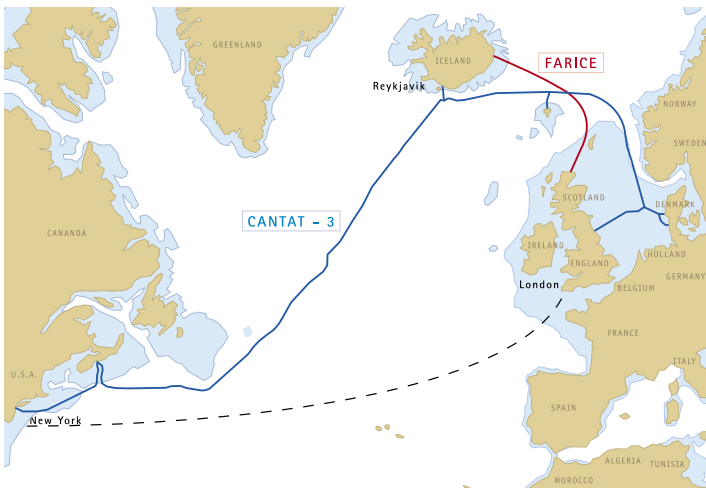 GREENLAND
ICELAND
FARICE
Reykjavik
NORWAY
SWEDEN
CANTAT - 3
SCOTLAND
DENMARK
CANANDA
IRELAND
HOLLAND
ENGLAND
GERMANY
London
BELGIUM
FRANCE
ITALY
U.S.A.
SPAIN
New York
ALGERIA
TUNISIA
MOROCCO